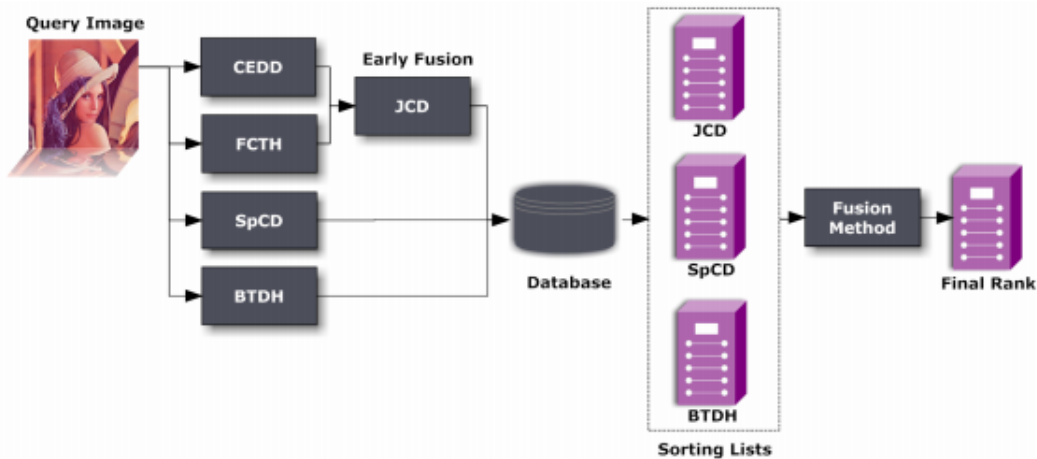 Query Image
CEDD
Early Fusion
JCD
FCTH
SpCD
BTDH
Database
JCD
SpCD
BTDH
Sorting Lists
Fusion
Method
Final Rank